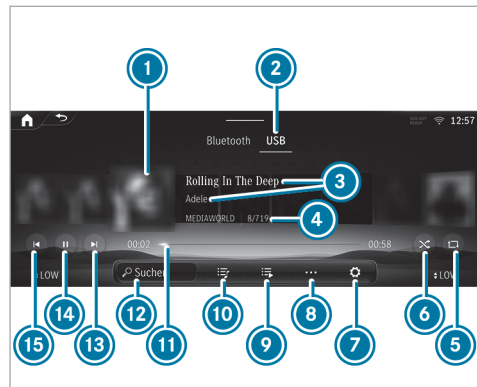 1
2
12:57
Bluetooth USB
Rolling In The Deep
3
Adele
MEDIAWORLD 8/719
4
00:02
00:58
LOW
Suchen
LOW
15
14
13
12
11
10
9
8
7
6
5